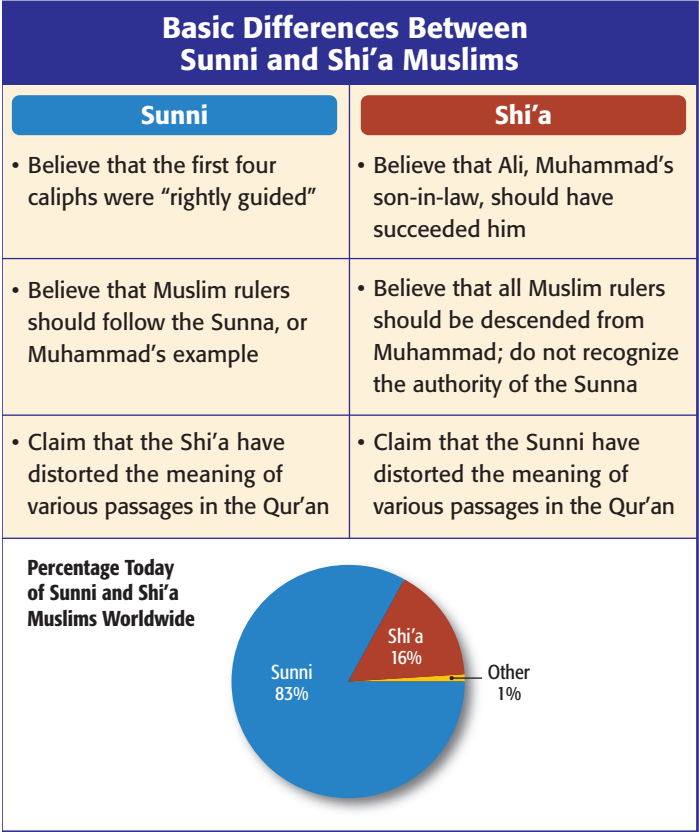 Basic Differences Between
Sunni and Shi’a Muslims
Sunni
Shi’a
• Believe that the first four
caliphs were “rightly guided”
• Believe that Ali, Muhammad’s
son-in-law, should have
succeeded him
• Believe that Muslim rulers
should follow the Sunna, or
Muhammad’s example
• Believe that all Muslim rulers
should be descended from
Muhammad; do not recognize
the authority of the Sunna
• Claim that the Shi’a have
distorted the meaning of
various passages in the Qur’an
• Claim that the Sunni have
distorted the meaning of
various passages in the Qur’an
Percentage Today
of Sunni and Shi’a
Muslims Worldwide
Shi’a
16%
Sunni
83%
Other
1%